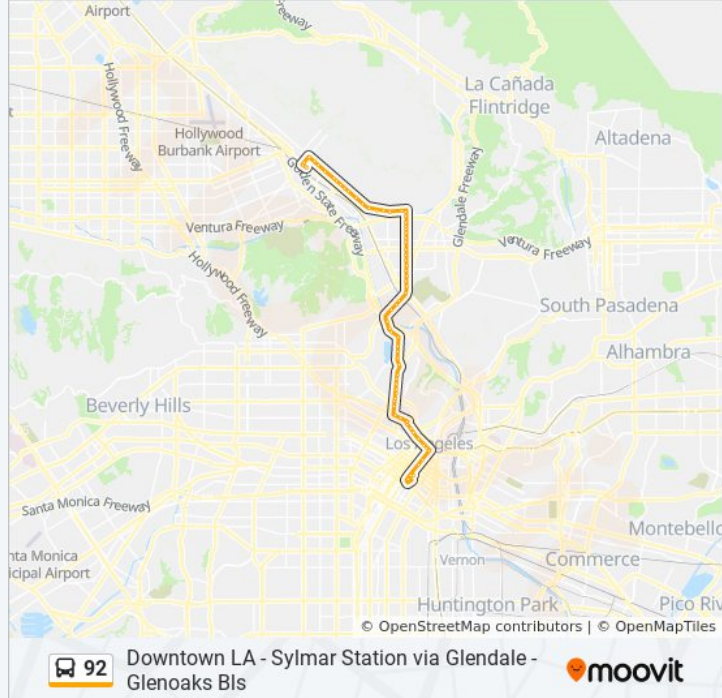 Airport
Freeway
La Cañada
Flintridge
Hollywood Freeway
Altadena
Hollywood
Burbank Airport
Golden State Freeway
Glendale Freeway
Ventura Freeway
Ventura Freeway
Hollywood Freeway
South Pasadena
Alhambra
Beverly Hills
Los Angeles
Santa Monica Freeway
Montebello
nta Monica
icipal Airport
Vernon
Commerce
Huntington Park
Pico Riv
© OpenStreetMap contributors | © OpenMapTiles
92
Downtown LA - Sylmar Station via Glendale -
Glenoaks Bls
moovit